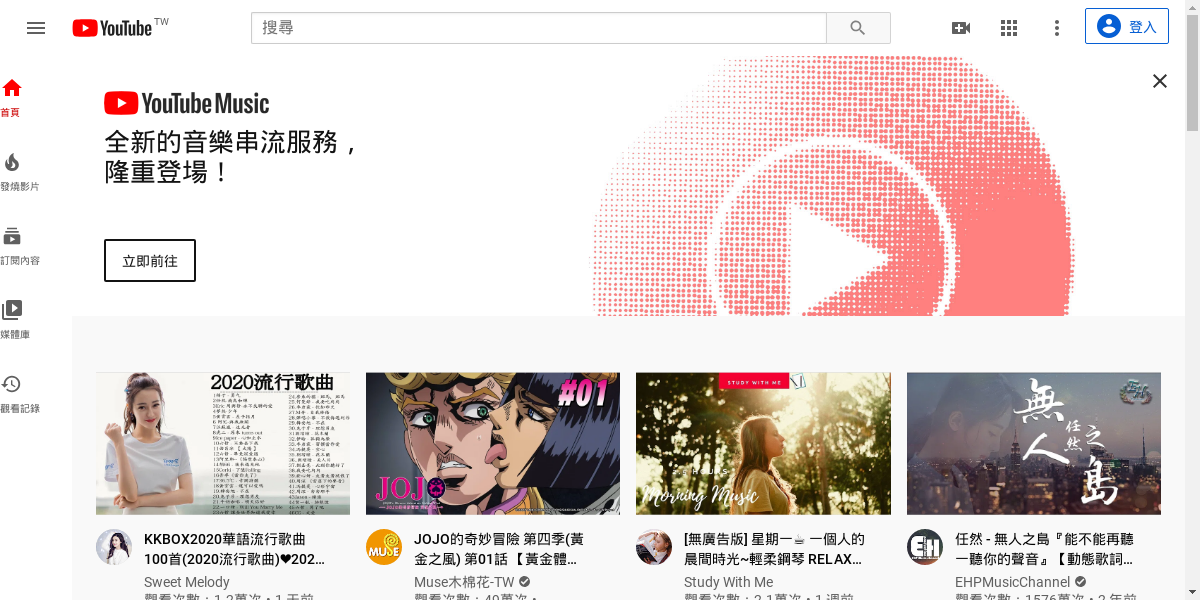 YouTube TW
搜尋
登入
首頁
發燒影片
訂閱內容
媒體庫
觀看記錄
YouTube Music
全新的音樂串流服務，
隆重登場！
立即前往
2020流行歌曲
#01
JOJO
STUDY WITH ME
Morning Music
無人之島
任然
KKBOX2020華語流行歌曲
100首(2020流行歌曲)❤202...
Sweet Melody
觀看次數：1.2萬次・1 天前
MUSE
JOJO的奇妙冒險 第四季(黃
金之風) 第01話 【 黃金體...
Muse木棉花-TW
觀看次數：49萬次・
[無廣告版] 星期一☕ 一個人的
晨間時光~輕柔鋼琴 RELAX...
Study With Me
觀看次數：2.1萬次・1 週前
EH
任然 - 無人之島『能不能再聽
一聽你的聲音』【動態歌詞...
EHPMusicChannel
觀看次數：1576萬次・2 年前